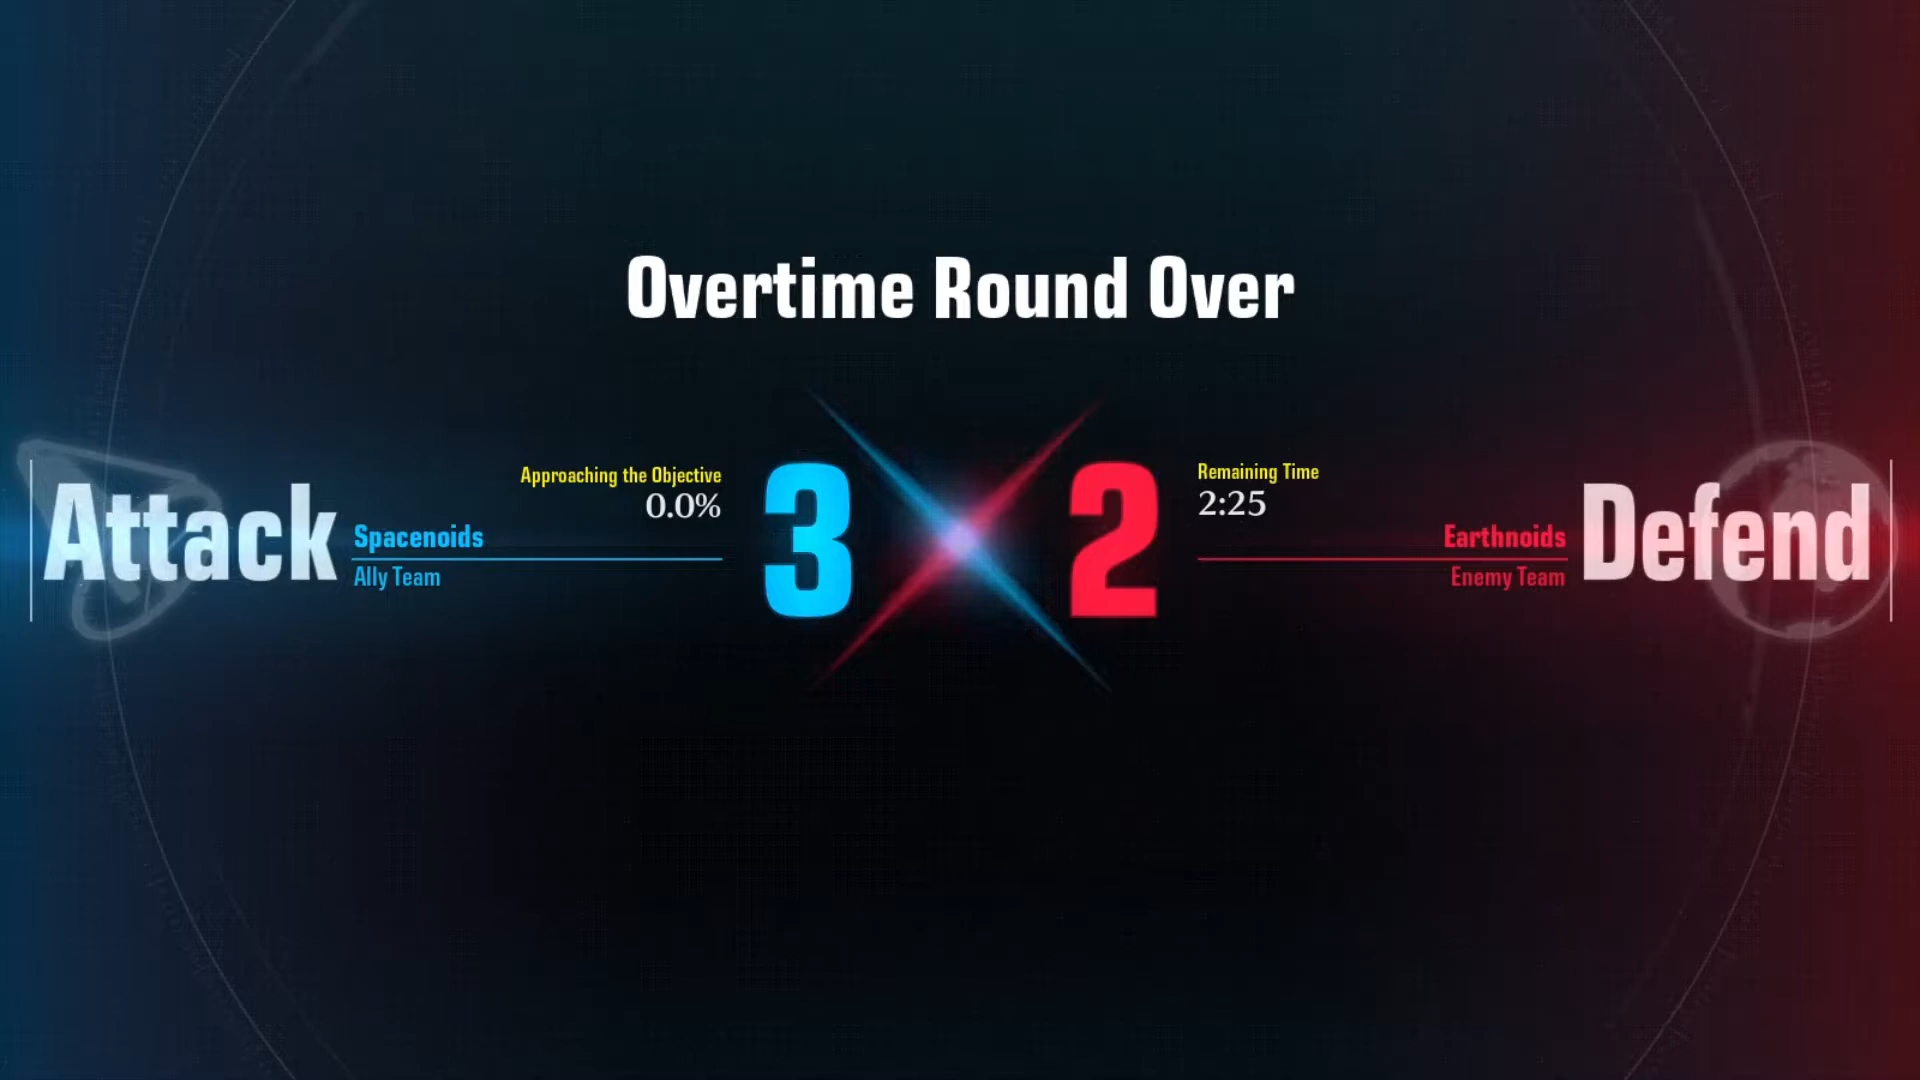 Overtime Round Over
Attack
Spacenoids
Ally Team
Approaching the Objective
0.0%
3
2
Remaining Time
2:25
Earthnoids
Enemy Team
Defend